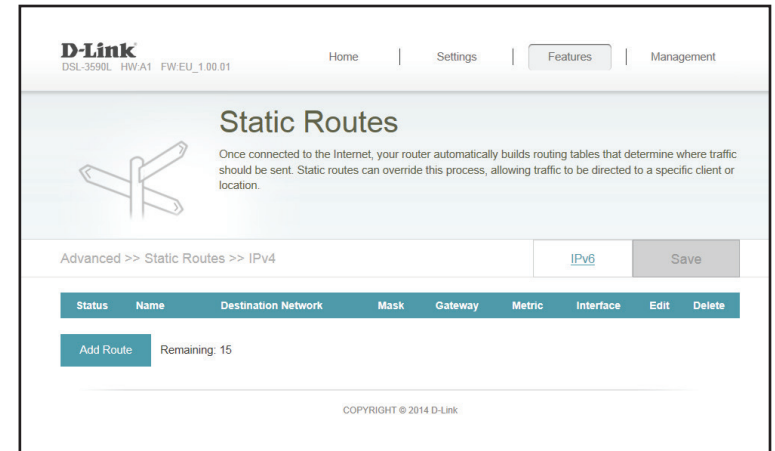 D-Link
DSL-3590L HW:A1 FW:EU_1.00.01
Home | Settings | Features | Management
Static Routes
Once connected to the Internet, your router automatically builds routing tables that determine where traffic
should be sent. Static routes can override this process, allowing traffic to be directed to a specific client or
location.
Advanced >> Static Routes >> IPv4
IPv6
Save
Status Name Destination Network Mask Gateway Metric Interface Edit Delete
Add Route
Remaining: 15
COPYRIGHT © 2014 D-Link